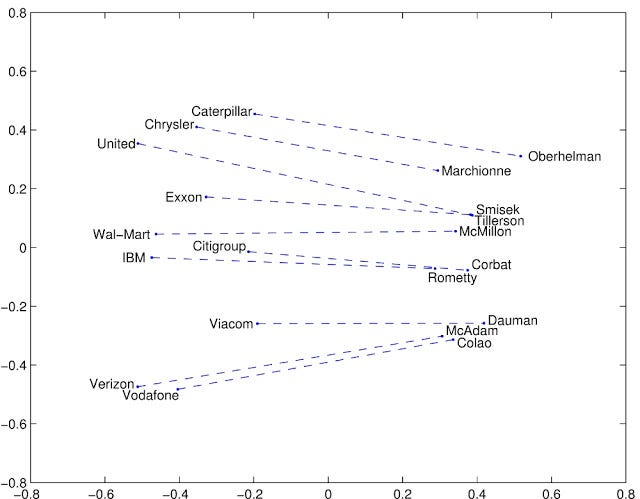 0.8
0.6
Caterpillar
0.4
Chrysler
United
Oberhelman
Marchionne
0.2
Exxon
Smisek
Tillerson
Wal−Mart
McMillon
0
Citigroup
IBM
Corbat
Rometty
−0.2
Viacom
Dauman
McAdam
Colao
−0.4
Verizon
Vodafone
−0.6
−0.8
−0.8 −0.6 −0.4 −0.2 0 0.2 0.4 0.6 0.8